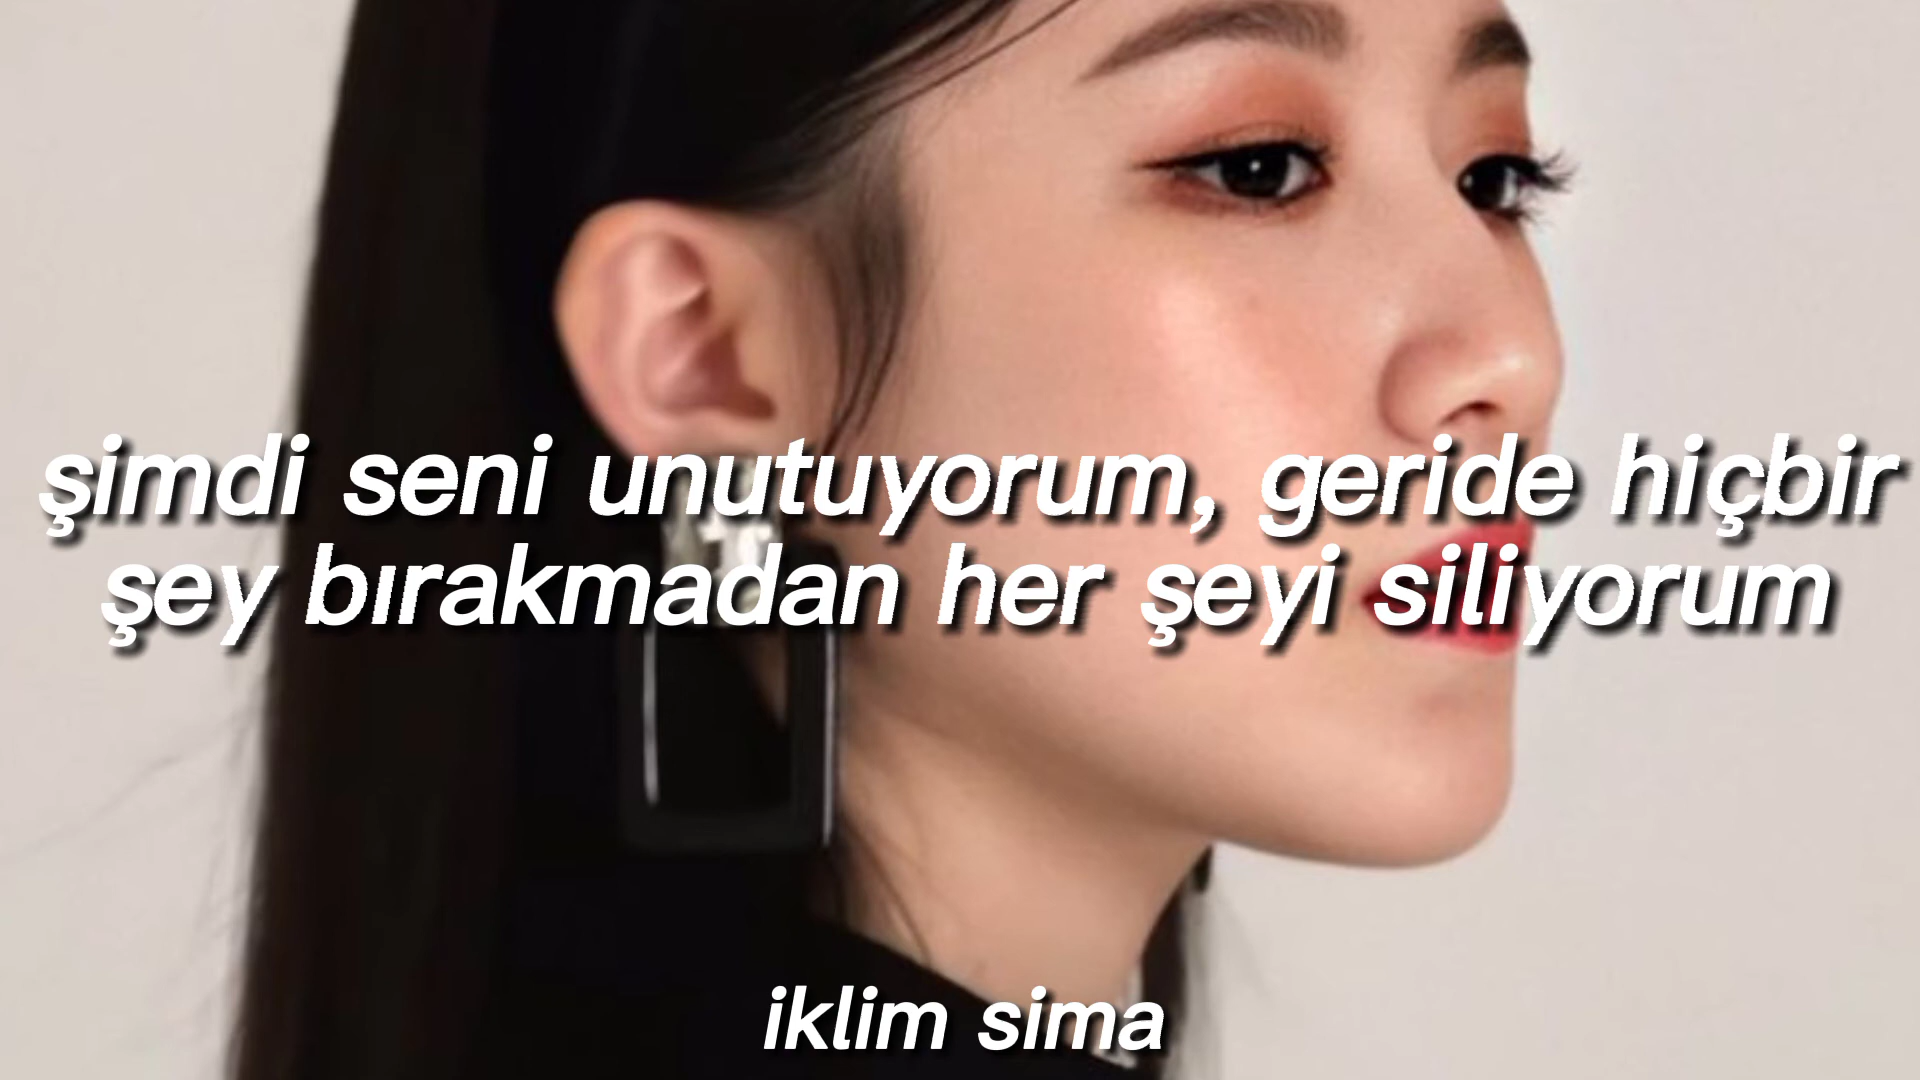 şimdi seni unutuyorum, geride hiçbir
şey bırakmadan her şeyi siliyorum
iklim sima